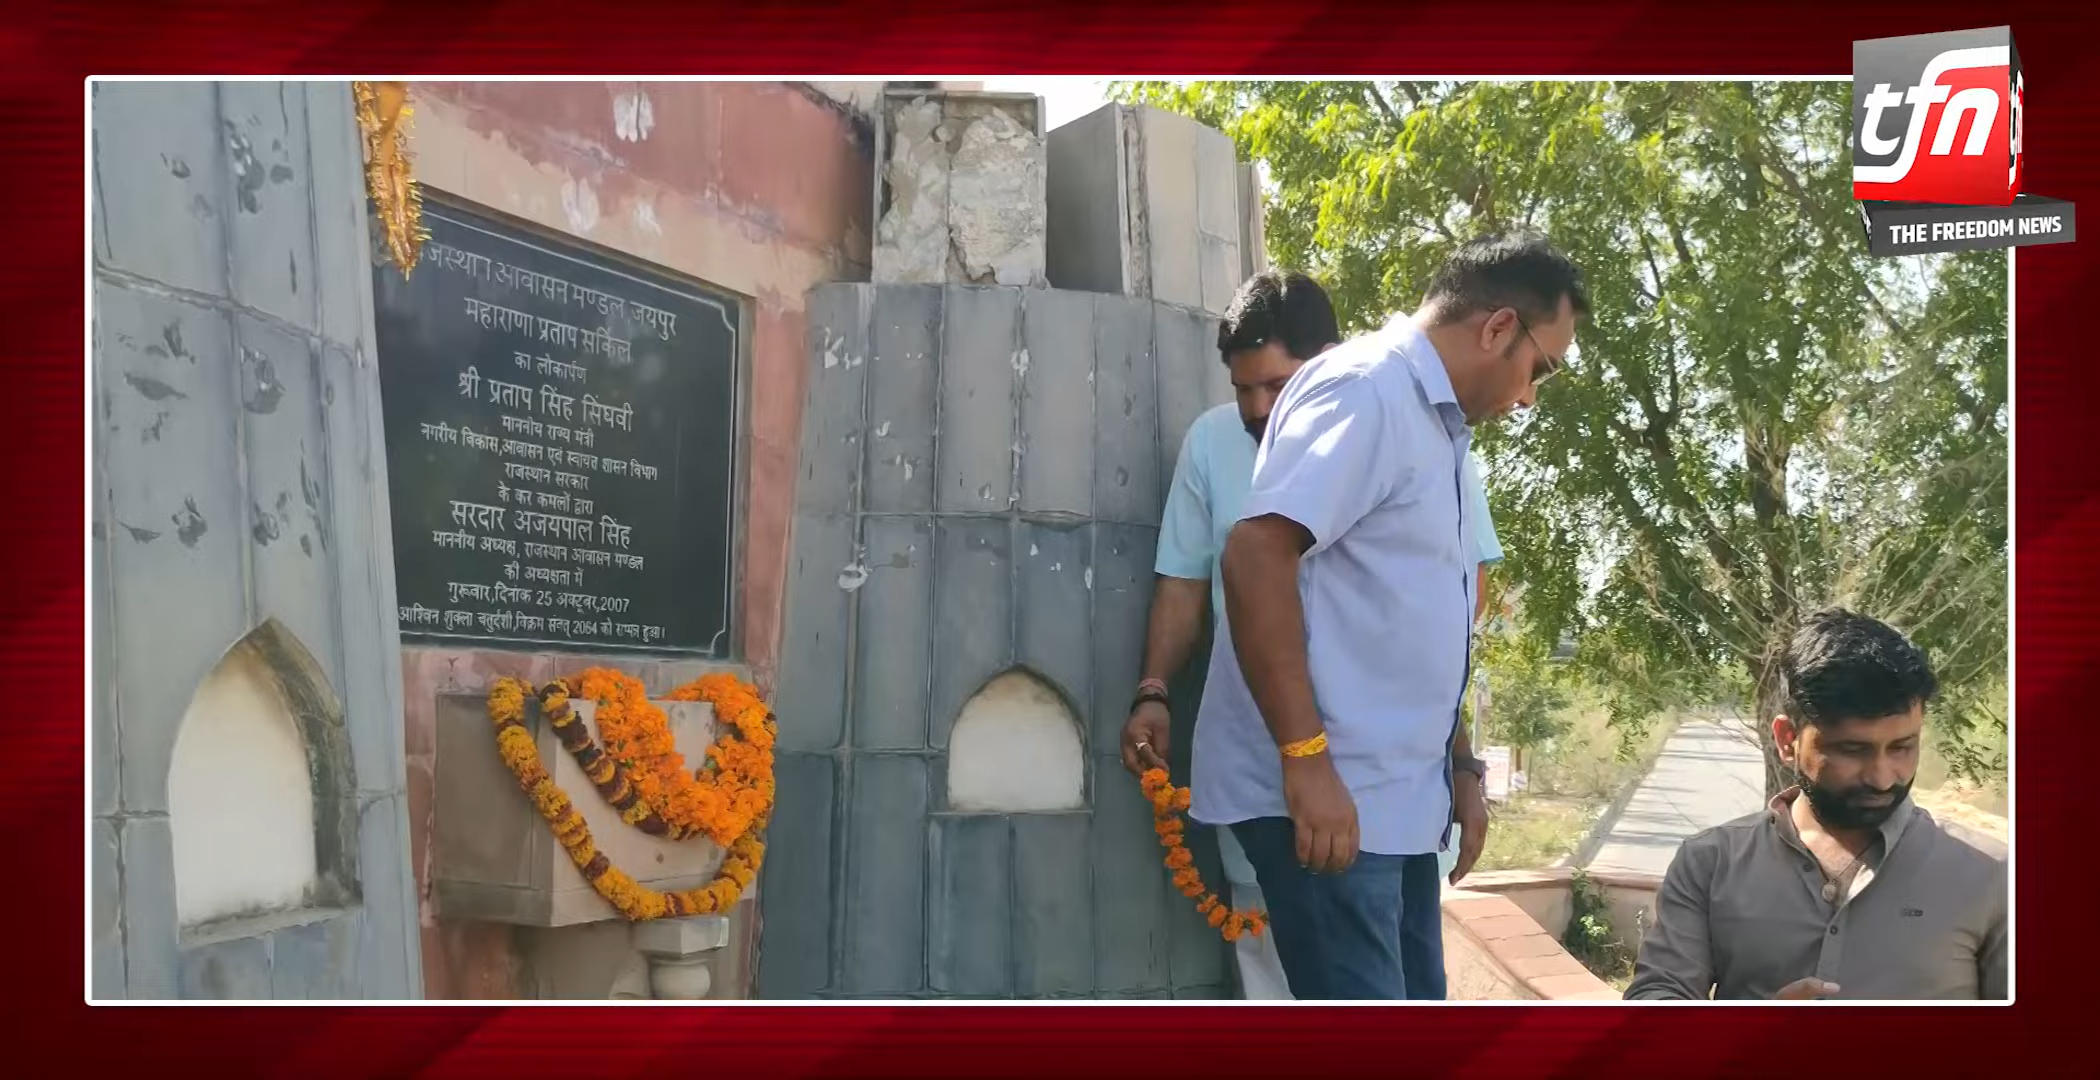 राजस्थान आवासन मण्डल, जयपुर
महाराणा प्रताप सर्किल
का लोकार्पण
श्री प्रताप सिंह सिंघवी
माननीय राज्य मंत्री
नगरीय विकास,आवासन एवं स्वायत्त शासन विभाग
राजस्थान सरकार
के कर कमलों द्वारा
सरदार अजयपाल सिंह
माननीय अध्यक्ष, राजस्थान आवासन मण्डल
की अध्यक्षता में
गुरूवार,दिनांक 25 अक्टूबर,2007
आश्विन शुक्ला चतुर्दशी,विक्रम संवत् 2064 को सम्पन्न हुआ।
tfn
THE FREEDOM NEWS